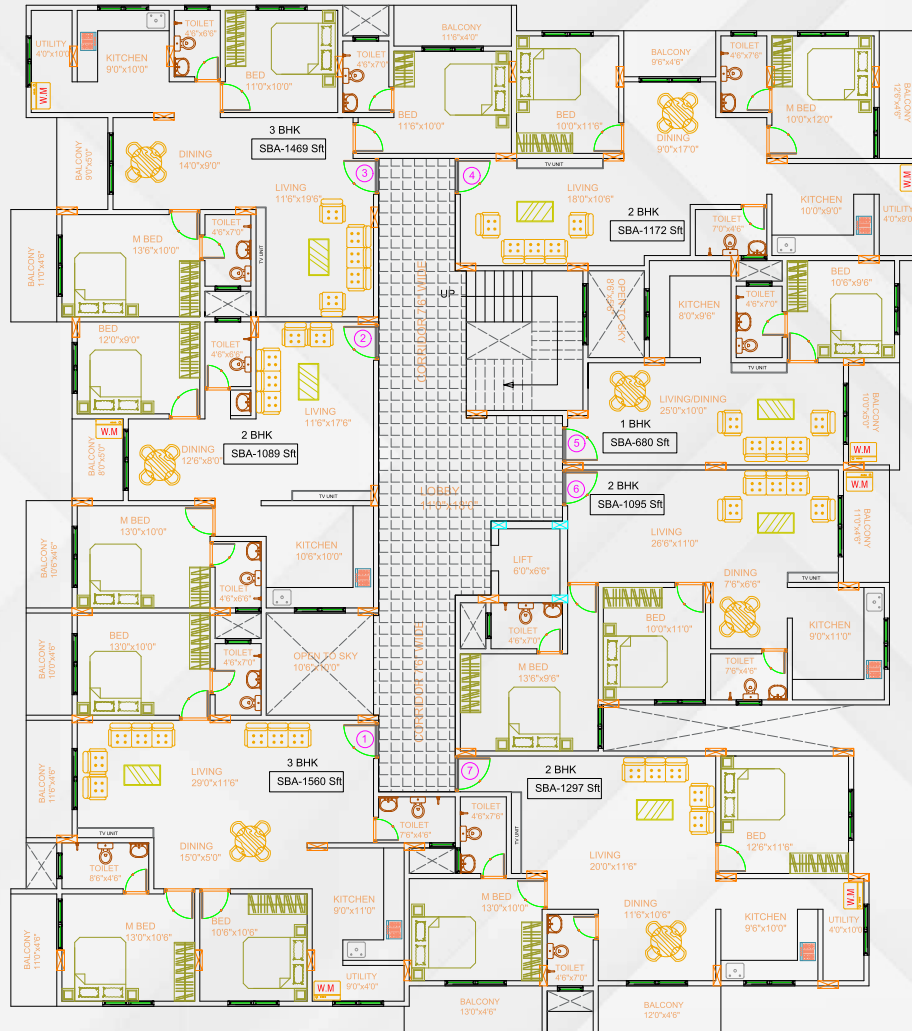 BALCONY
11'6"x4'0"
TOILET
4'6"x6'6"
UTILITY
4'0"x10'0"
KITCHEN
9'0"x10'0"
BED
11'0"x10'0"
W.M
TOILET
4'6"x7'0"
BED
11'6"x10'0"
BED
10'0"x11'6"
BALCONY
9'6"x4'6"
TOILET
4'6"x7'6"
M BED
10'0"x12'0"
BALCONY
12'6"x4'6"
3 BHK
SBA-1469 Sft
BALCONY
9'0"x5'0"
DINING
14'0"x9'0"
LIVING
11'6"x19'6"
3
DINING
9'0"x17'0"
TV UNIT
4
LIVING
18'0"x10'6"
2 BHK
SBA-1172 Sft
TOILET
7'0"x4'6"
KITCHEN
10'0"x9'0"
W.M
UTILITY
4'0"x9'0"
BALCONY
11'0"x4'6"
M BED
13'6"x10'0"
TOILET
4'6"x7'0"
TV UNIT
CORRIDOR 7'6" WIDE
UP
OPEN TO SKY
KITCHEN
8'0"x9'6"
TOILET
4'6"x7'0"
BED
10'6"x9'6"
BED
12'0"x9'0"
TOILET
4'6"x6'6"
2
LIVING
11'6"x17'6"
TV UNIT
LIVING/DINING
25'0"x10'0"
BALCONY
10'0"x5'0"
1 BHK
SBA-680 Sft
5
W.M
W.M
BALCONY
8'0"x5'0"
DINING
12'6"x8'0"
2 BHK
SBA-1089 Sft
TV UNIT
LOBBY
6
2 BHK
SBA-1095 Sft
W.M
LIVING
26'6"x11'0"
BALCONY
11'0"x4'6"
BALCONY
10'6"x4'6"
M BED
13'0"x10'0"
TOILET
4'6"x6'6"
KITCHEN
10'6"x10'0"
LIFT
6'0"x6'6"
DINING
7'6"x6'6"
TV UNIT
BALCONY
10'0"x4'6"
BED
13'0"x10'0"
TOILET
4'6"x7'0"
OPEN TO SKY
CORRIDOR 7'6" WIDE
TOILET
4'6"x7'0"
M BED
13'6"x9'6"
BED
10'0"x11'0"
TOILET
7'6"x4'6"
KITCHEN
9'0"x11'0"
BALCONY
11'6"x4'6"
LIVING
29'0"x11'6"
1
3 BHK
SBA-1560 Sft
7
2 BHK
SBA-1297 Sft
TV UNIT
DINING
15'0"x5'0"
TOILET
7'6"x4'6"
TOILET
4'6"x7'6"
TV UNIT
LIVING
20'0"x11'6"
BED
12'6"x11'6"
TOILET
8'6"x4'6"
BALCONY
11'0"x4'6"
M BED
13'0"x10'6"
BED
10'6"x10'6"
KITCHEN
9'0"x11'0"
UTILITY
9'0"x4'0"
W.M
M BED
13'0"x10'0"
TOILET
4'6"x7'0"
DINING
11'6"x10'6"
KITCHEN
9'6"x10'0"
W.M
UTILITY
4'0"x10'0"
BALCONY
13'0"x4'6"
BALCONY
12'0"x4'6"